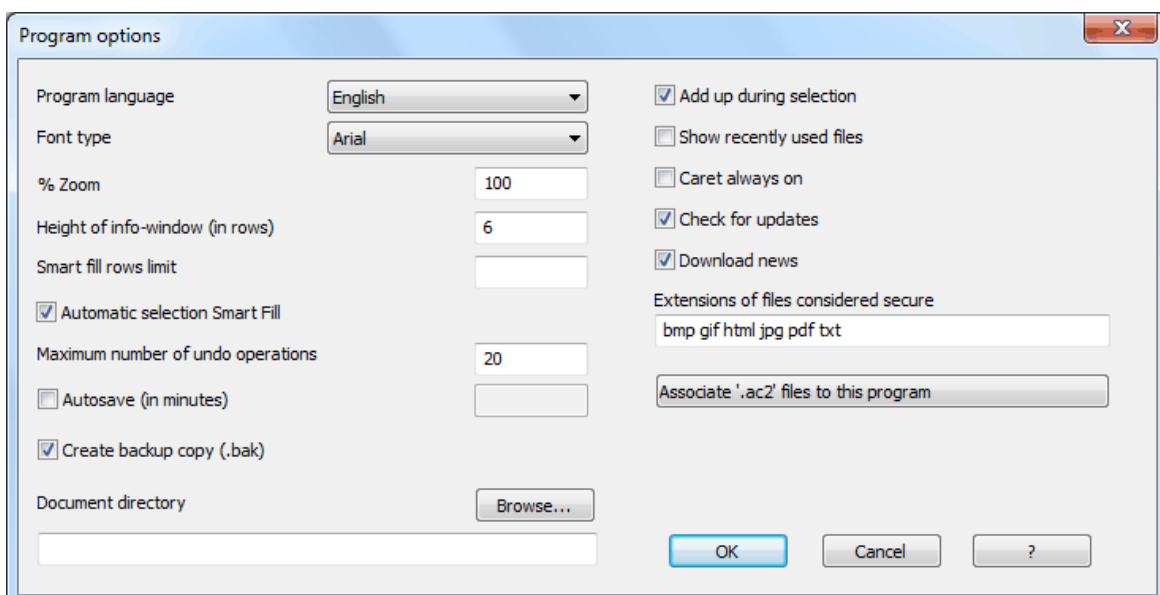 Program options
Program language English
Font type Arial
% Zoom 100
Height of info-window (in rows) 6
Smart fill rows limit
Automatic selection Smart Fill
Maximum number of undo operations 20
Autosave (in minutes)
Create backup copy (.bak)
Document directory Browse...
Add up during selection
Show recently used files
Caret always on
Check for updates
Download news
Extensions of files considered secure
bmp gif html jpg pdf txt
Associate '.ac2' files to this program
OK Cancel ?